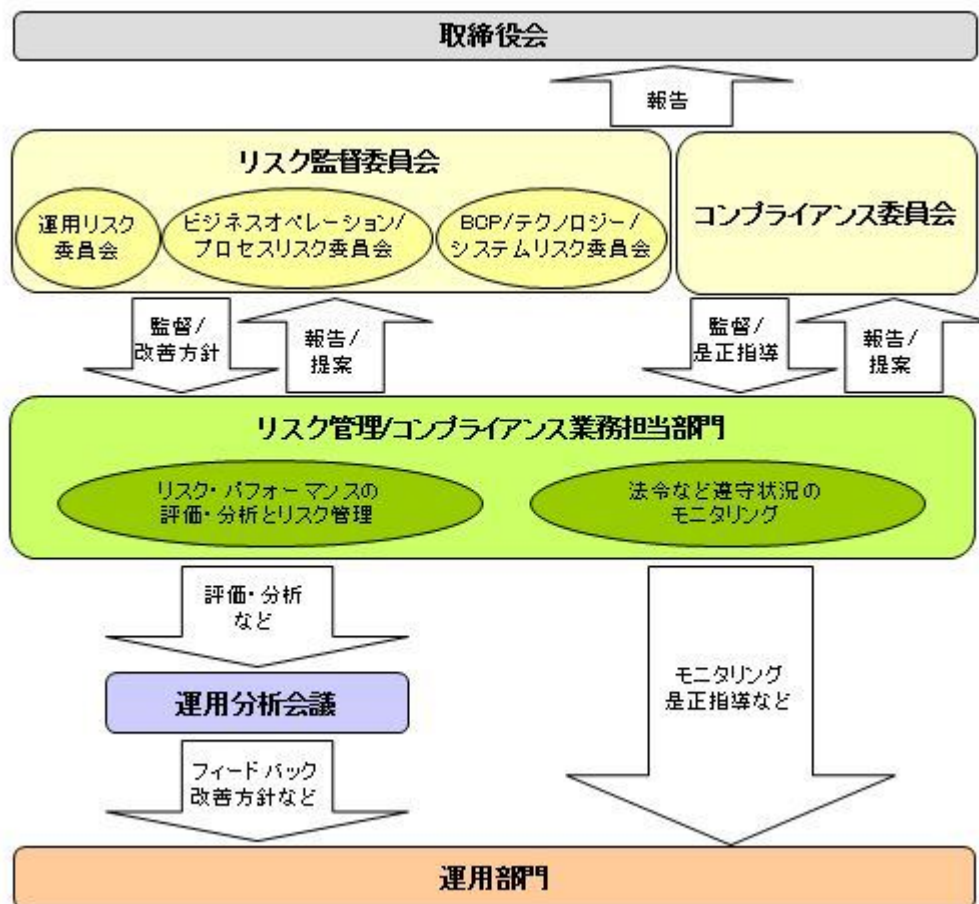 取締役会
報告
リスク監督委員会
運用リスク
委員会
ビジネスオペレーション/
プロセスリスク委員会
BCP/テクノロジー/
システムリスク委員会
コンプライアンス委員会
監督/
改善方針
報告/
提案
監督/
是正指導
報告/
提案
リスク管理/コンプライアンス業務担当部門
リスク・パフォーマンスの
評価・分析とリスク管理
法令など遵守状況の
モニタリング
評価・分析
など
運用分析会議
モニタリング
是正指導など
フィードバック
改善方針など
運用部門